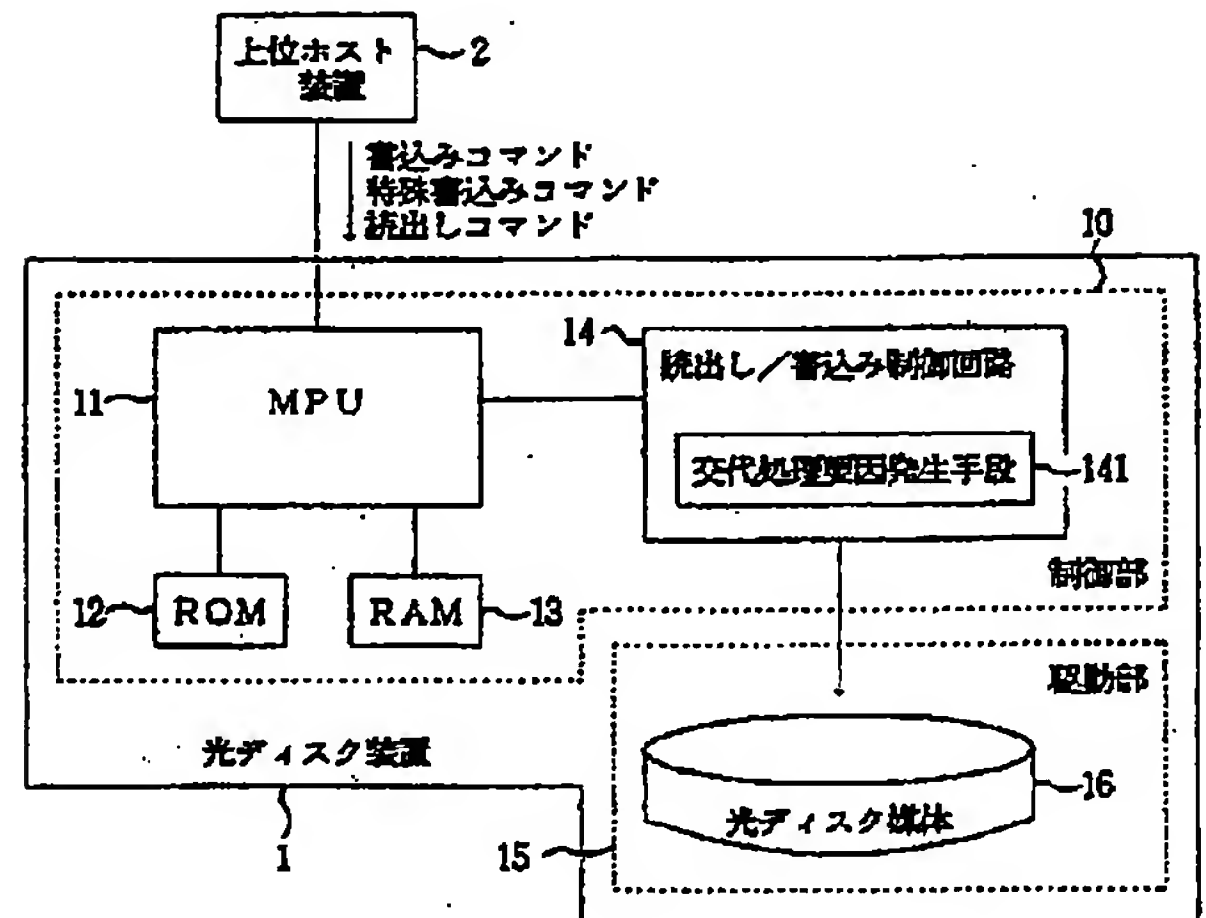 上位ホスト
装置
2
書込みコマンド
特殊書込みコマンド
読出しコマンド
10
14
読出し／書込み制御回路
11
MPU
交代処理要因発生手段
141
制御部
12
ROM
RAM
13
駆動部
光ディスク装置
1
光ディスク媒体
16
15